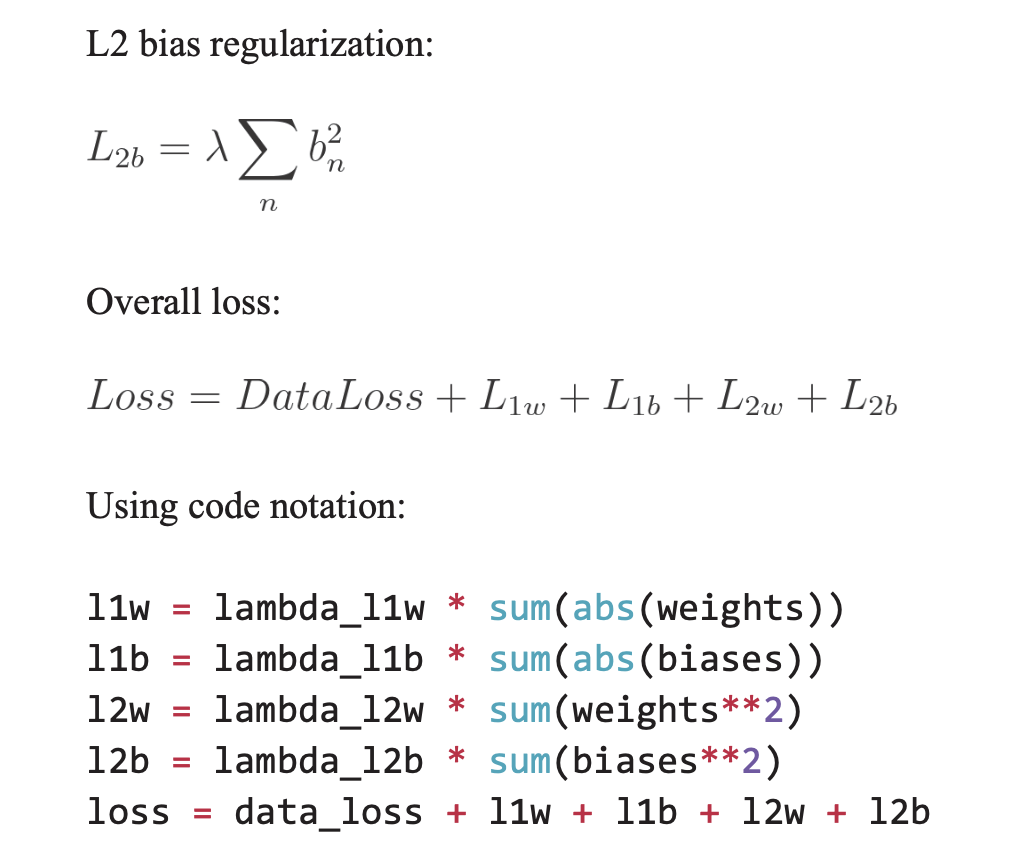 L2 bias regularization:
L_{2b} = λ \sum_{n} b_n^2
Overall loss:
Loss = DataLoss + L_{1w} + L_{1b} + L_{2w} + L_{2b}
Using code notation:
l1w = lambda_l1w * sum(abs(weights))
l1b = lambda_l1b * sum(abs(biases))
l2w = lambda_l2w * sum(weights**2)
l2b = lambda_l2b * sum(biases**2)
loss = data_loss + l1w + l1b + l2w + l2b